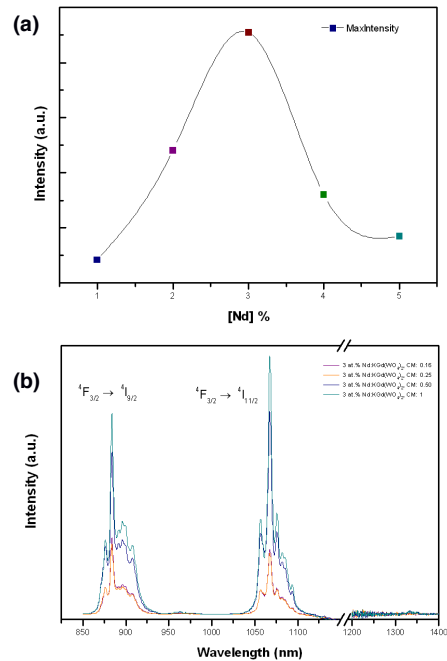 (a)
MaxIntensity
Intensity (a.u.)
1 2 3 4 5
[Nd] %
(b)
⁴F₃/₂ → ⁴I₉/₂
⁴F₃/₂ → ⁴I₁₁/₂
3 at.% Nd:KGd(WO₄)₂, CM: 0.16
3 at.% Nd:KGd(WO₄)₂, CM: 0.25
3 at.% Nd:KGd(WO₄)₂, CM: 0.50
3 at.% Nd:KGd(WO₄)₂, CM: 1
Intensity (a.u.)
850 900 950 1000 1050 1100 1200 1250 1300 1350 1400
Wavelength (nm)